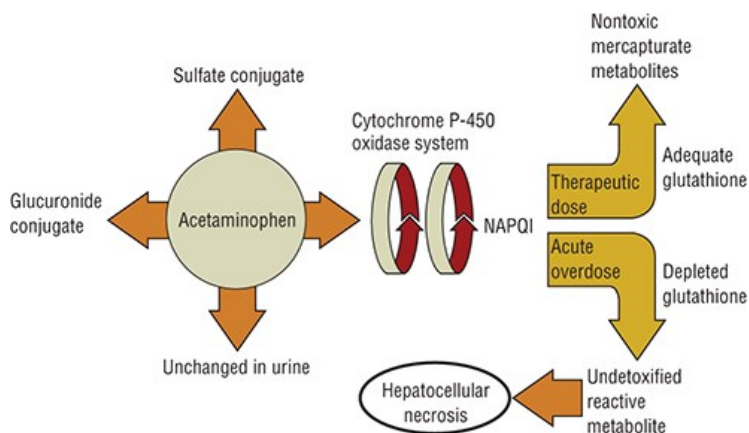 Nontoxic
mercapturate
metabolites
Sulfate conjugate
Cytochrome P-450
oxidase system
Glucuronide
conjugate
Acetaminophen
NAPQI
Therapeutic
dose
Adequate
glutathione
Acute
overdose
Depleted
glutathione
Unchanged in urine
Hepatocellular
necrosis
Undetoxified
reactive
metabolite